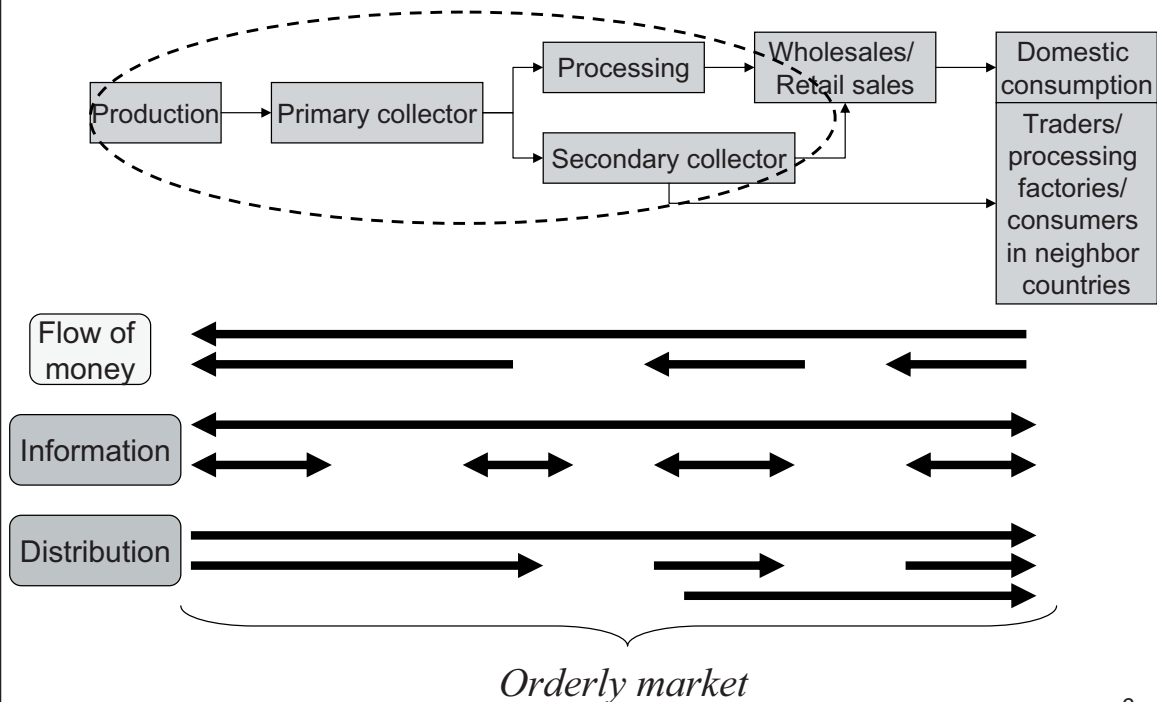 Production
Primary collector
Processing
Secondary collector
Wholesales/
Retail sales
Domestic
consumption
Traders/
processing
factories/
consumers
in neighbor
countries
Flow of
money
Information
Distribution
Orderly market